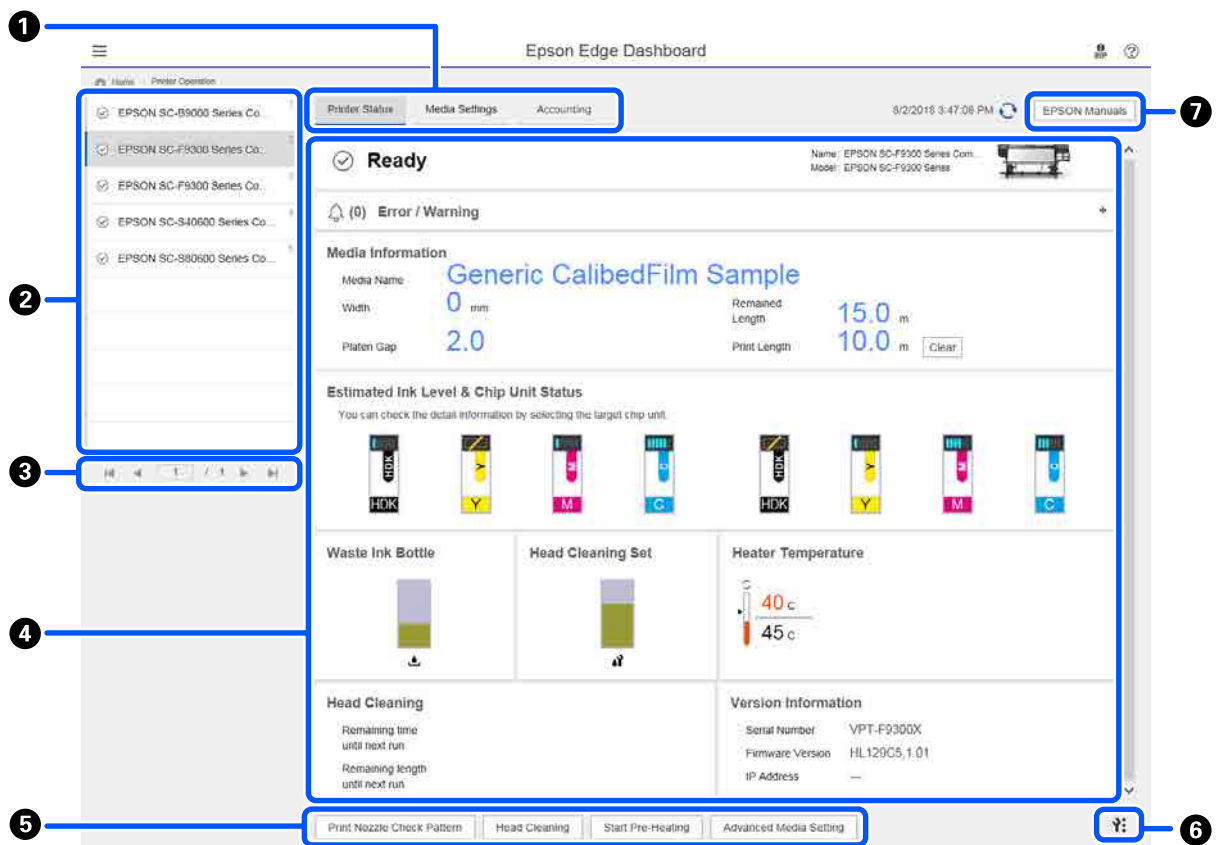 1
Epson Edge Dashboard
Home Printer Operation
EPSON SC-B9000 Series Co...
EPSON SC-F9300 Series Co...
EPSON SC-F9300 Series Co...
EPSON SC-S40600 Series Co...
EPSON SC-S80600 Series Co...
2
3
1 / 1
Printer Status Media Settings Accounting
8/2/2018 3:47:08 PM
EPSON Manuals
7
Ready
Name: EPSON SC-F9300 Series Com...
Model: EPSON SC-F9300 Series
(0) Error / Warning
+
Media Information
Media Name Generic CalibedFilm Sample
Width 0 mm
Remained
Length 15.0 m
Platen Gap 2.0
Print Length 10.0 m Clear
Estimated Ink Level & Chip Unit Status
You can check the detail information by selecting the target chip unit.
HDK Y M C HDK Y M C
HDK Y M C HDK Y M C
4
Waste Ink Bottle
Head Cleaning Set
Heater Temperature
40 c
45 c
Head Cleaning
Remaining time
until next run
Remaining length
until next run
Version Information
Serial Number VPT-F9300X
Firmware Version HL129C5,1.01
IP Address —
5
Print Nozzle Check Pattern Head Cleaning Start Pre-Heating Advanced Media Setting
6